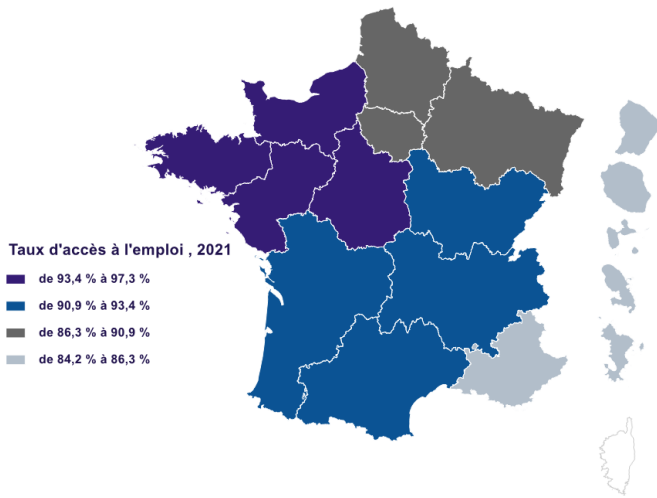 Taux d'accès à l'emploi , 2021
de 93,4 % à 97,3 %
de 90,9 % à 93,4 %
de 86,3 % à 90,9 %
de 84,2 % à 86,3 %